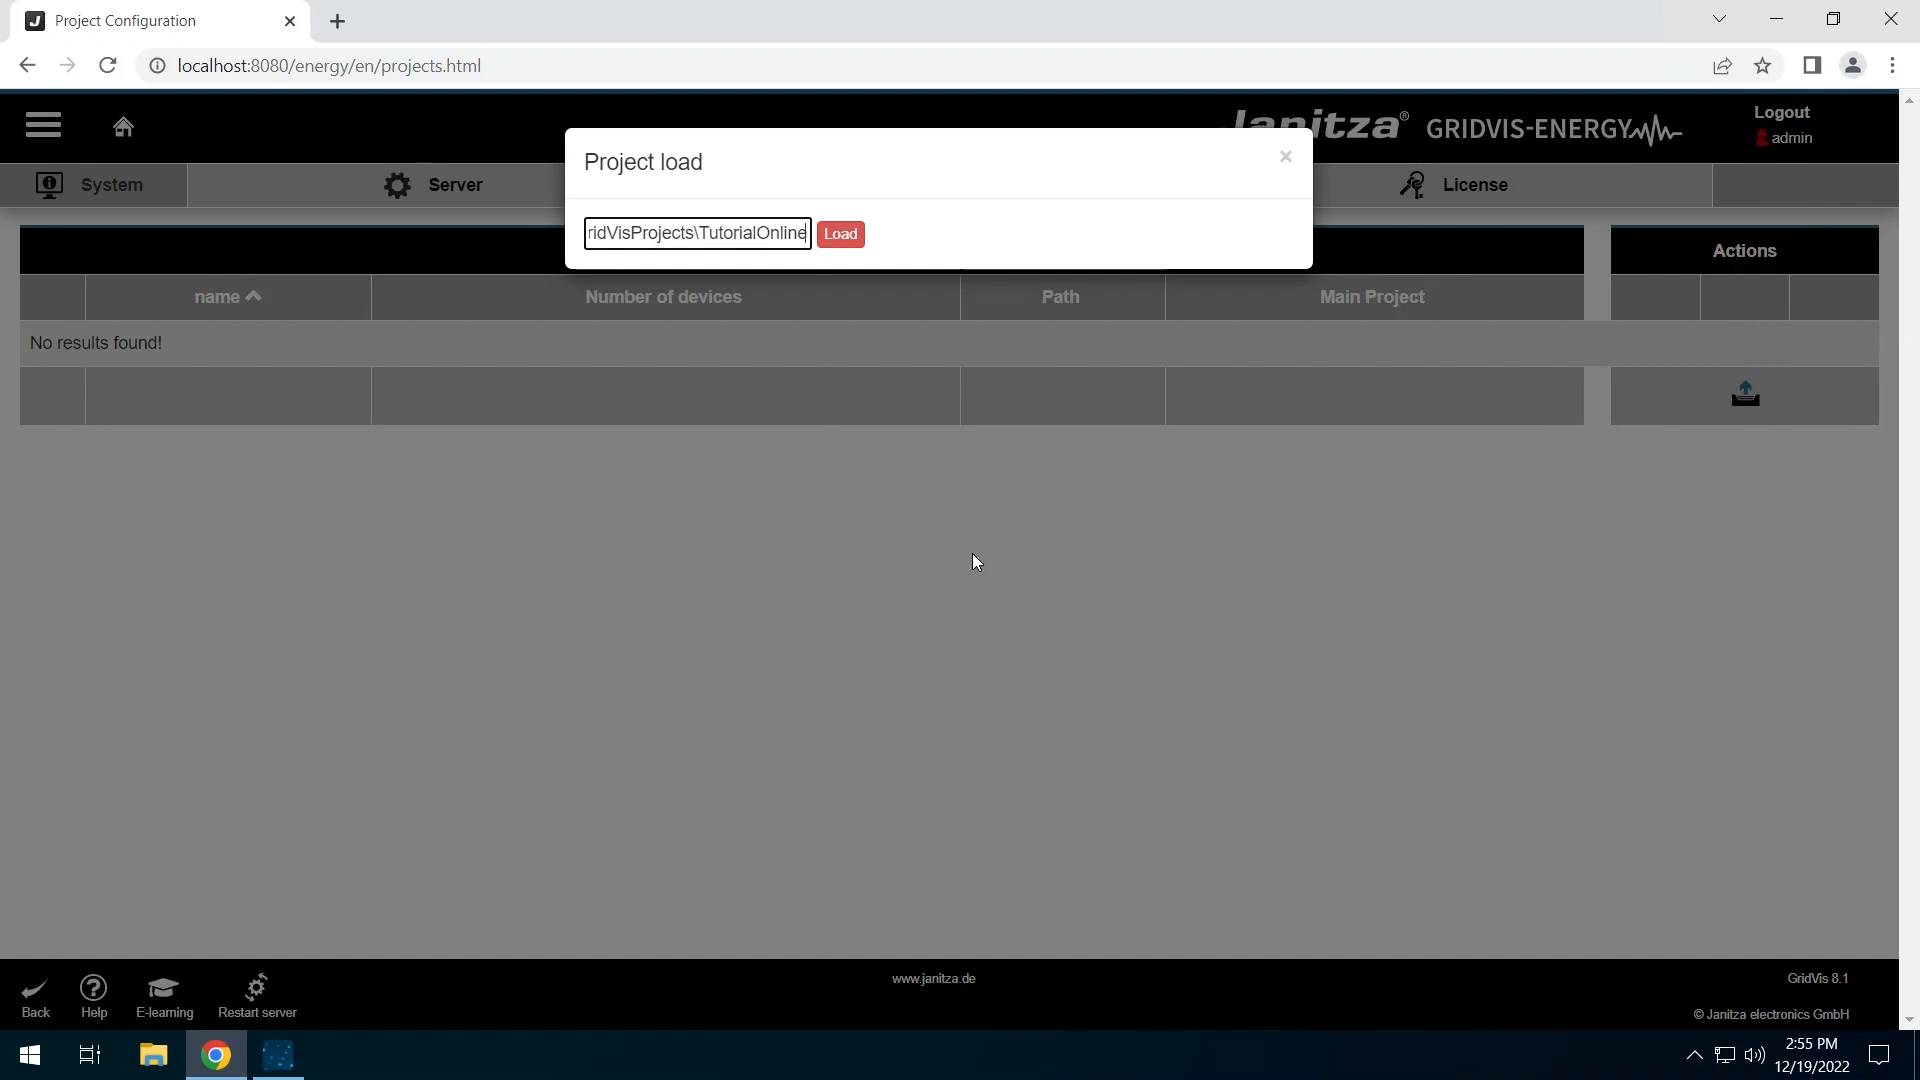 Project Configuration
localhost:8080/energy/en/projects.html
Janitza® GRIDVIS-ENERGY
Logout
admin
System
Server
License
Project load
ridVisProjects\TutorialOnline
Load
Actions
name
Number of devices
Path
Main Project
No results found!
Back
Help
E-learning
Restart server
www.janitza.de
GridVis 8.1
© Janitza electronics GmbH
2:55 PM
12/19/2022